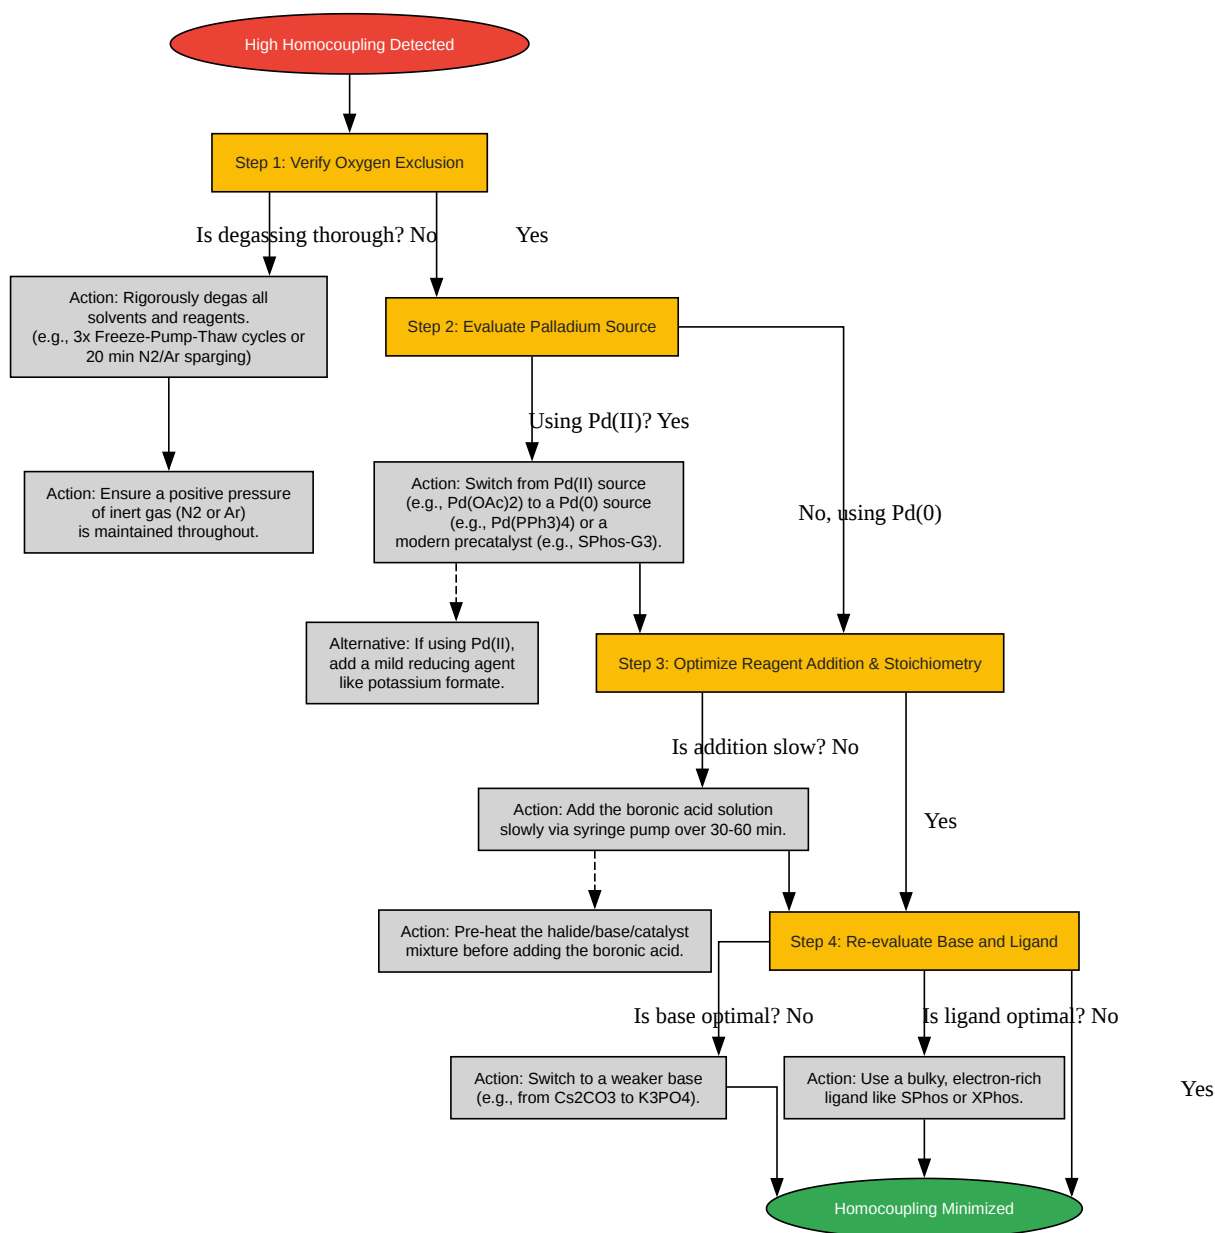 High Homocoupling Detected
Step 1: Verify Oxygen Exclusion
Is degassing thorough? No
Yes
Action: Rigorously degas all
solvents and reagents.
(e.g., 3x Freeze-Pump-Thaw cycles or
20 min N2/Ar sparging)
Step 2: Evaluate Palladium Source
Using Pd(II)? Yes
Action: Ensure a positive pressure
of inert gas (N2 or Ar)
is maintained throughout.
Action: Switch from Pd(II) source
(e.g., Pd(OAc)2) to a Pd(0) source
(e.g., Pd(PPh3)4) or a
modern precatalyst (e.g., SPhos-G3).
No, using Pd(0)
Alternative: If using Pd(II),
add a mild reducing agent
like potassium formate.
Step 3: Optimize Reagent Addition & Stoichiometry
Is addition slow? No
Action: Add the boronic acid solution
slowly via syringe pump over 30-60 min.
Yes
Action: Pre-heat the halide/base/catalyst
mixture before adding the boronic acid.
Step 4: Re-evaluate Base and Ligand
Is base optimal? No
Is ligand optimal? No
Action: Switch to a weaker base
(e.g., from Cs2CO3 to K3PO4).
Action: Use a bulky, electron-rich
ligand like SPhos or XPhos.
Yes
Homocoupling Minimized